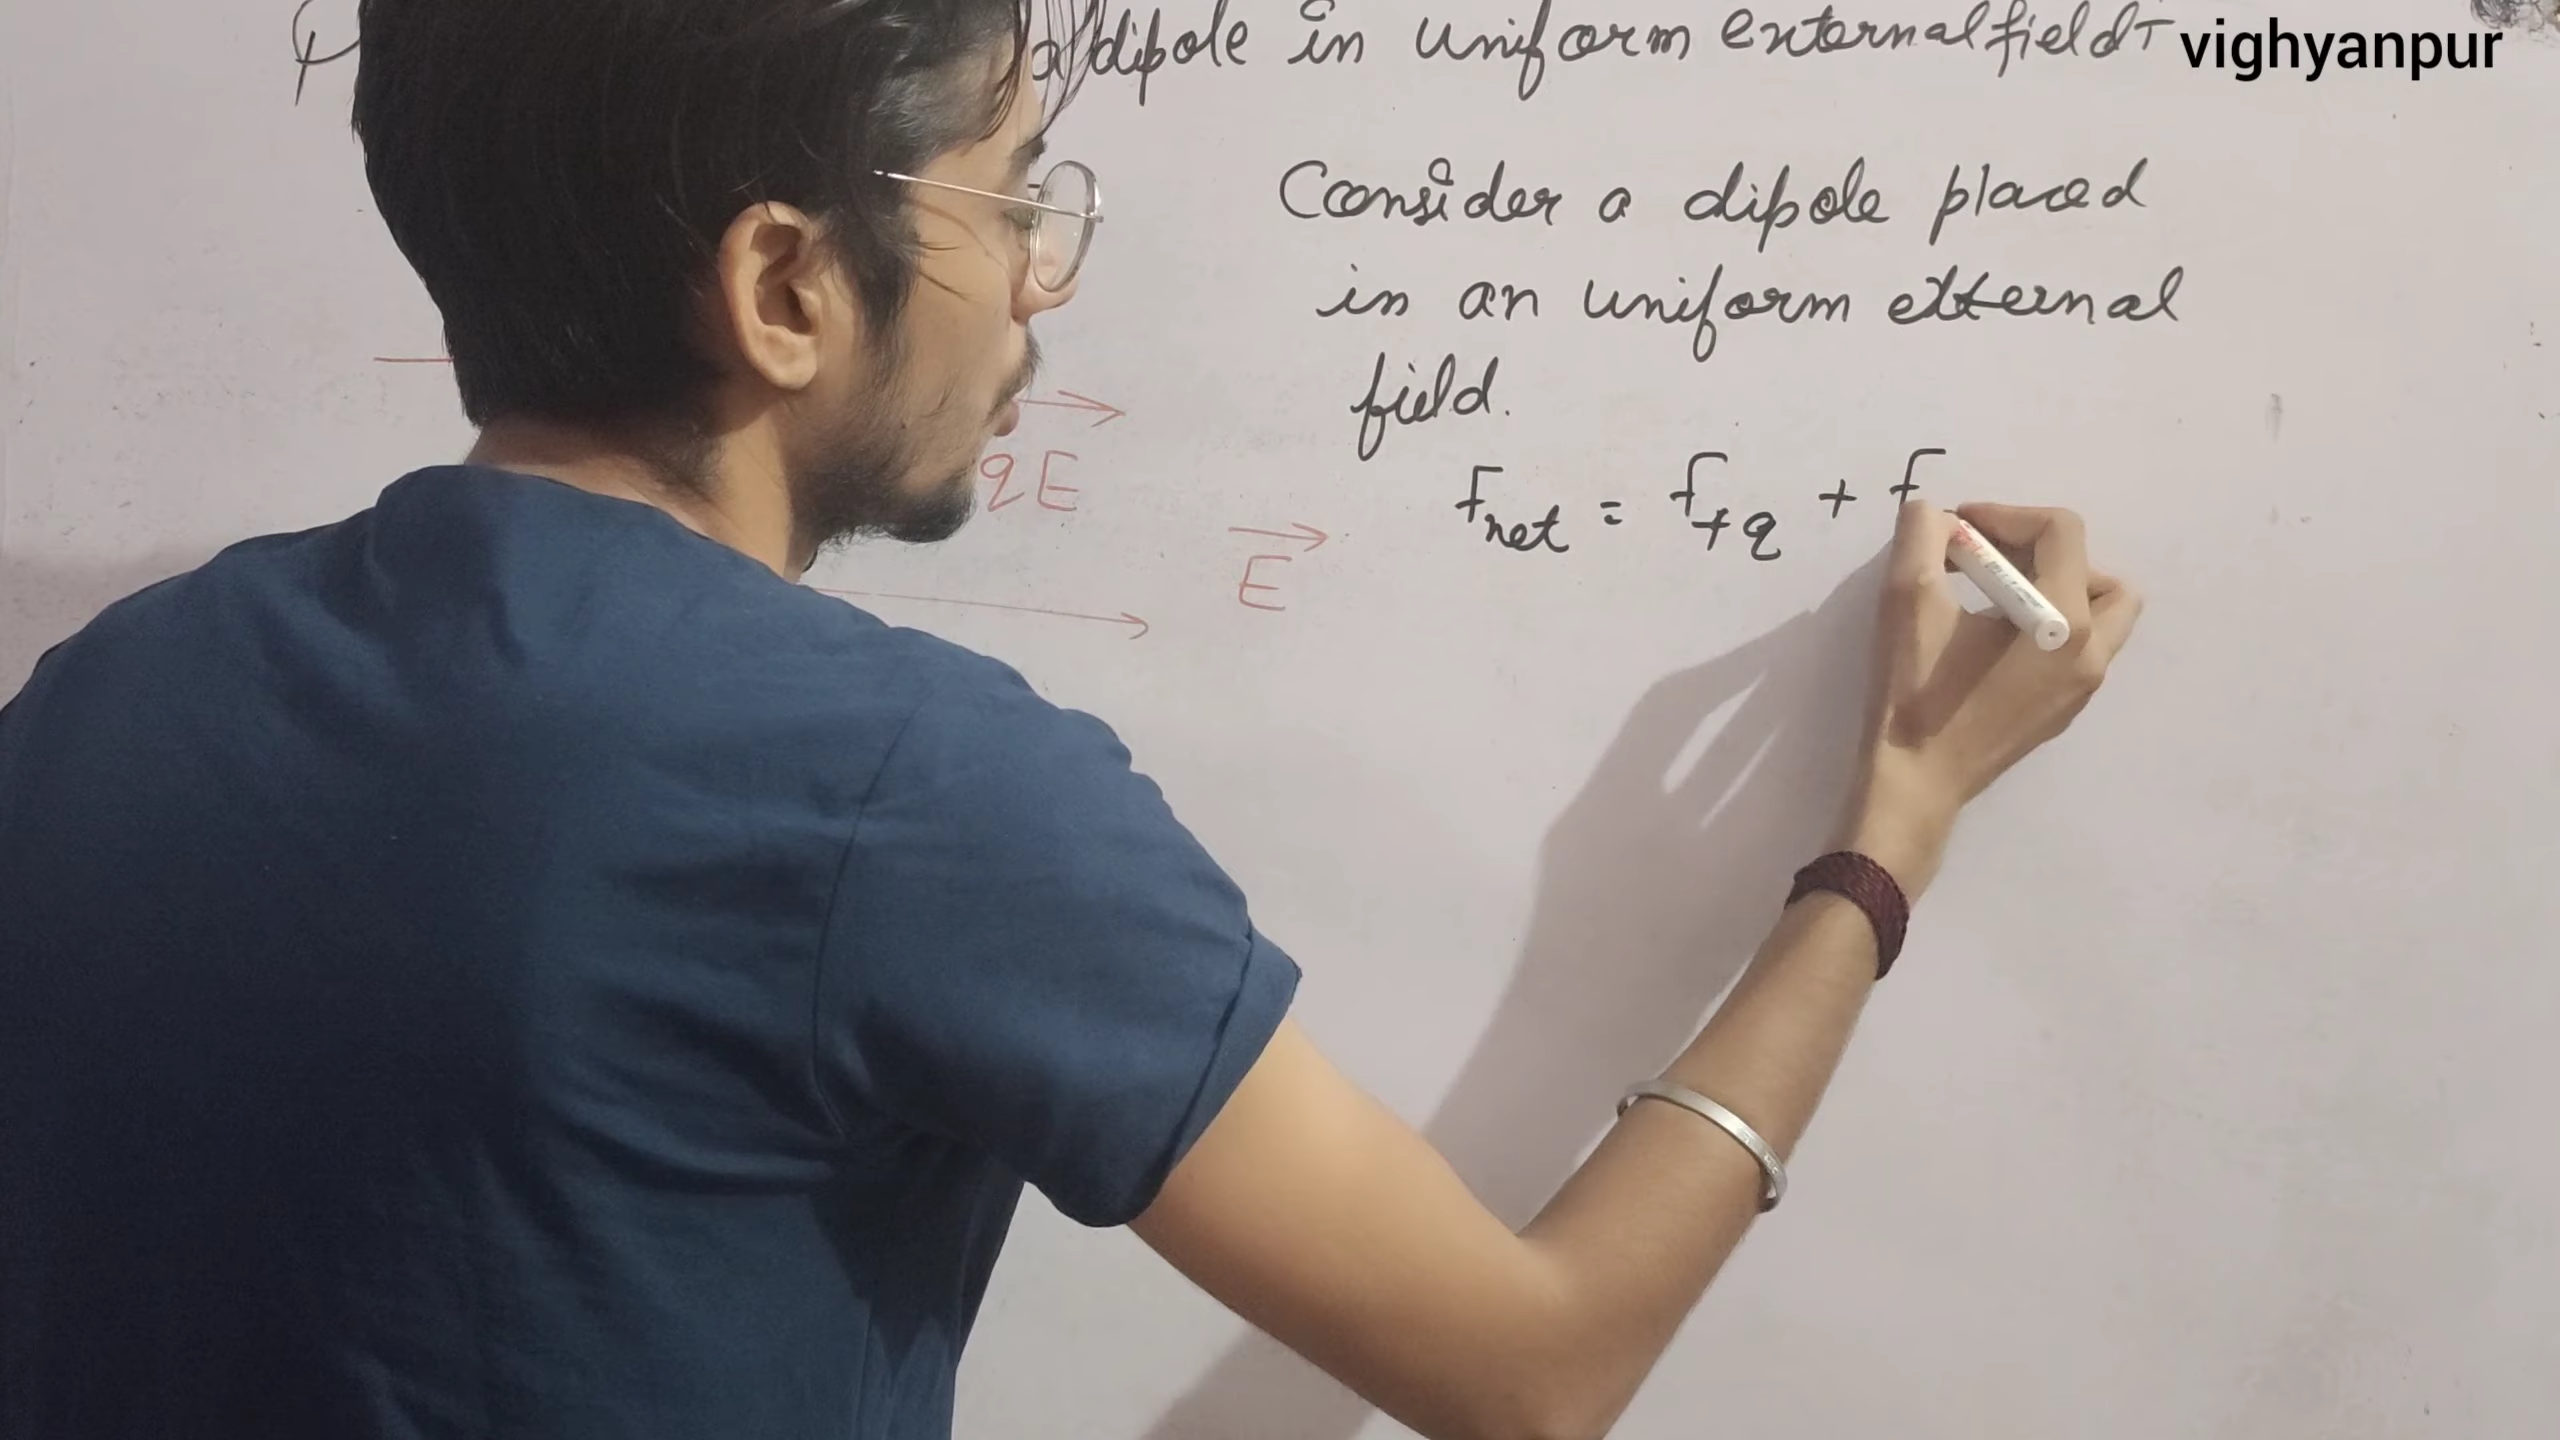 dipole in uniform external field:-
vighyanpur
Consider a dipole placed
in an uniform external
field.
qE
E
Fnet = F+q + F